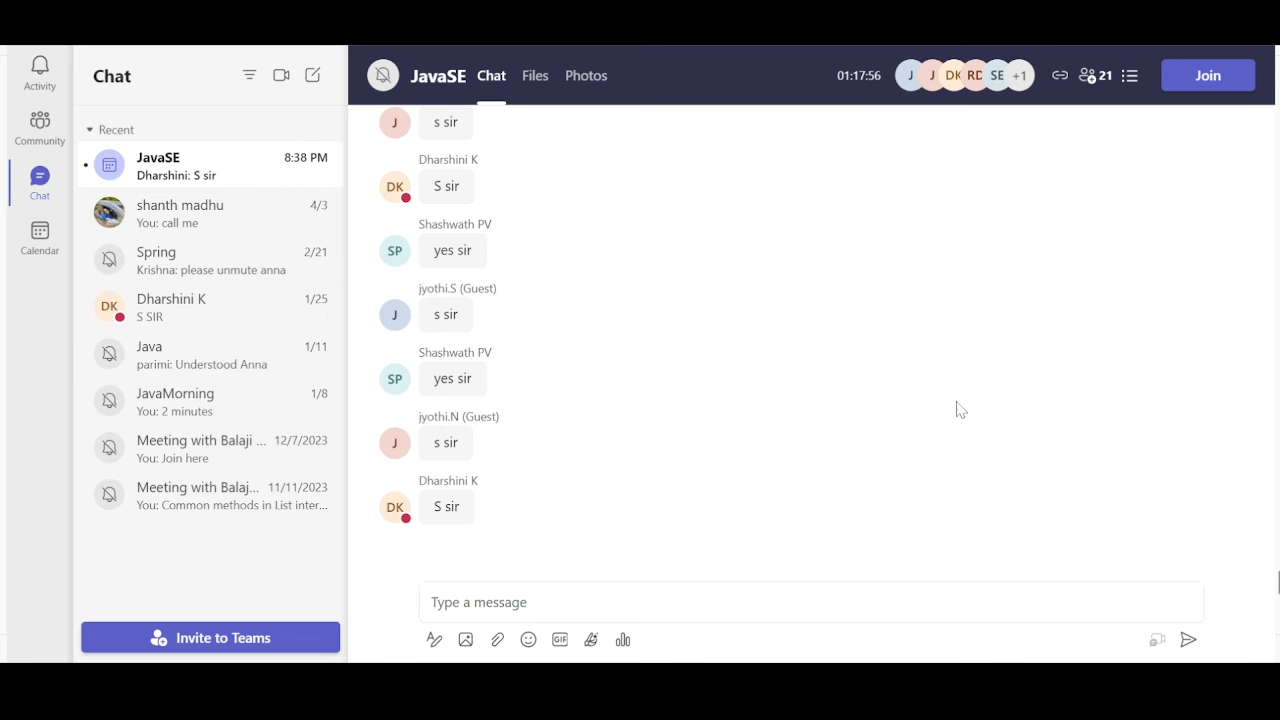 Activity
Community
Chat
Calendar
Chat
Recent
JavaSE 8:38 PM
Dharshini: S sir
shanth madhu 4/3
You: call me
Spring 2/21
Krishna: please unmute anna
DK
Dharshini K 1/25
S SIR
Java 1/11
parimi: Understood Anna
JavaMorning 1/8
You: 2 minutes
Meeting with Balaji ... 12/7/2023
You: Join here
Meeting with Balaj... 11/11/2023
You: Common methods in List inter...
Invite to Teams
JavaSE Chat Files Photos 01:17:56 J J DK RD SE +1 21 Join
J s sir
Dharshini K
DK S sir
Shashwath PV
SP yes sir
jyothi.S (Guest)
J s sir
Shashwath PV
SP yes sir
jyothi.N (Guest)
J s sir
Dharshini K
DK S sir
Type a message
GIF